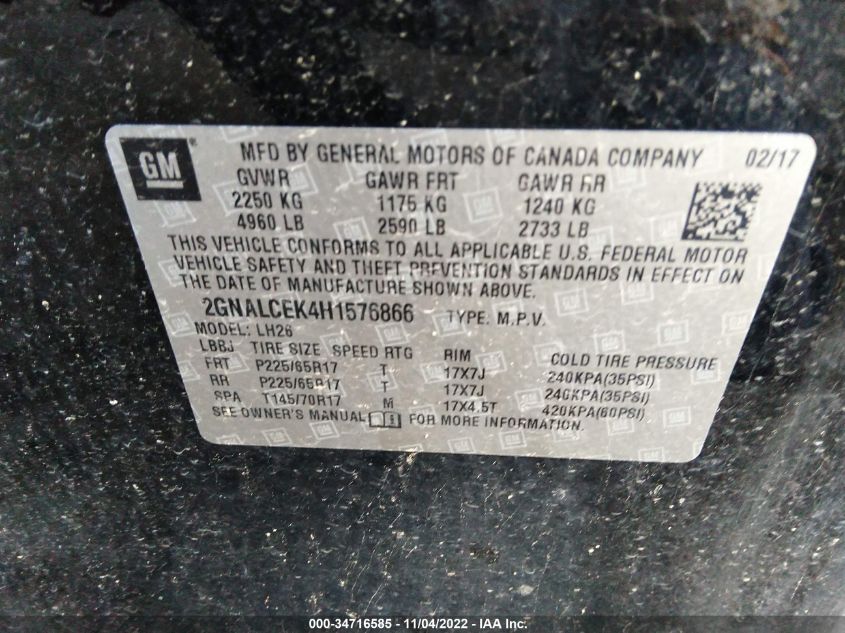 GM ® MFD BY GENERAL MOTORS OF CANADA COMPANY 02/17
GVWR GAWR FRT GAWR RR
2250 KG 1175 KG 1240 KG
4960 LB 2590 LB 2733 LB
THIS VEHICLE CONFORMS TO ALL APPLICABLE U.S. FEDERAL MOTOR
VEHICLE SAFETY AND THEFT PREVENTION STANDARDS IN EFFECT ON
THE DATE OF MANUFACTURE SHOWN ABOVE.
2GNALCEK4H1576866 TYPE: M.P.V.
MODEL: LH26
LBBJ TIRE SIZE SPEED RTG RIM COLD TIRE PRESSURE
FRT P225/65R17 T 17X7J 240KPA(35PSI)
RR P225/65R17 T 17X7J 240KPA(35PSI)
SPA T145/70R17 M 17X4.5T 420KPA(60PSI)
SEE OWNER'S MANUAL FOR MORE INFORMATION.
000-34716585 - 11/04/2022 - IAA Inc.